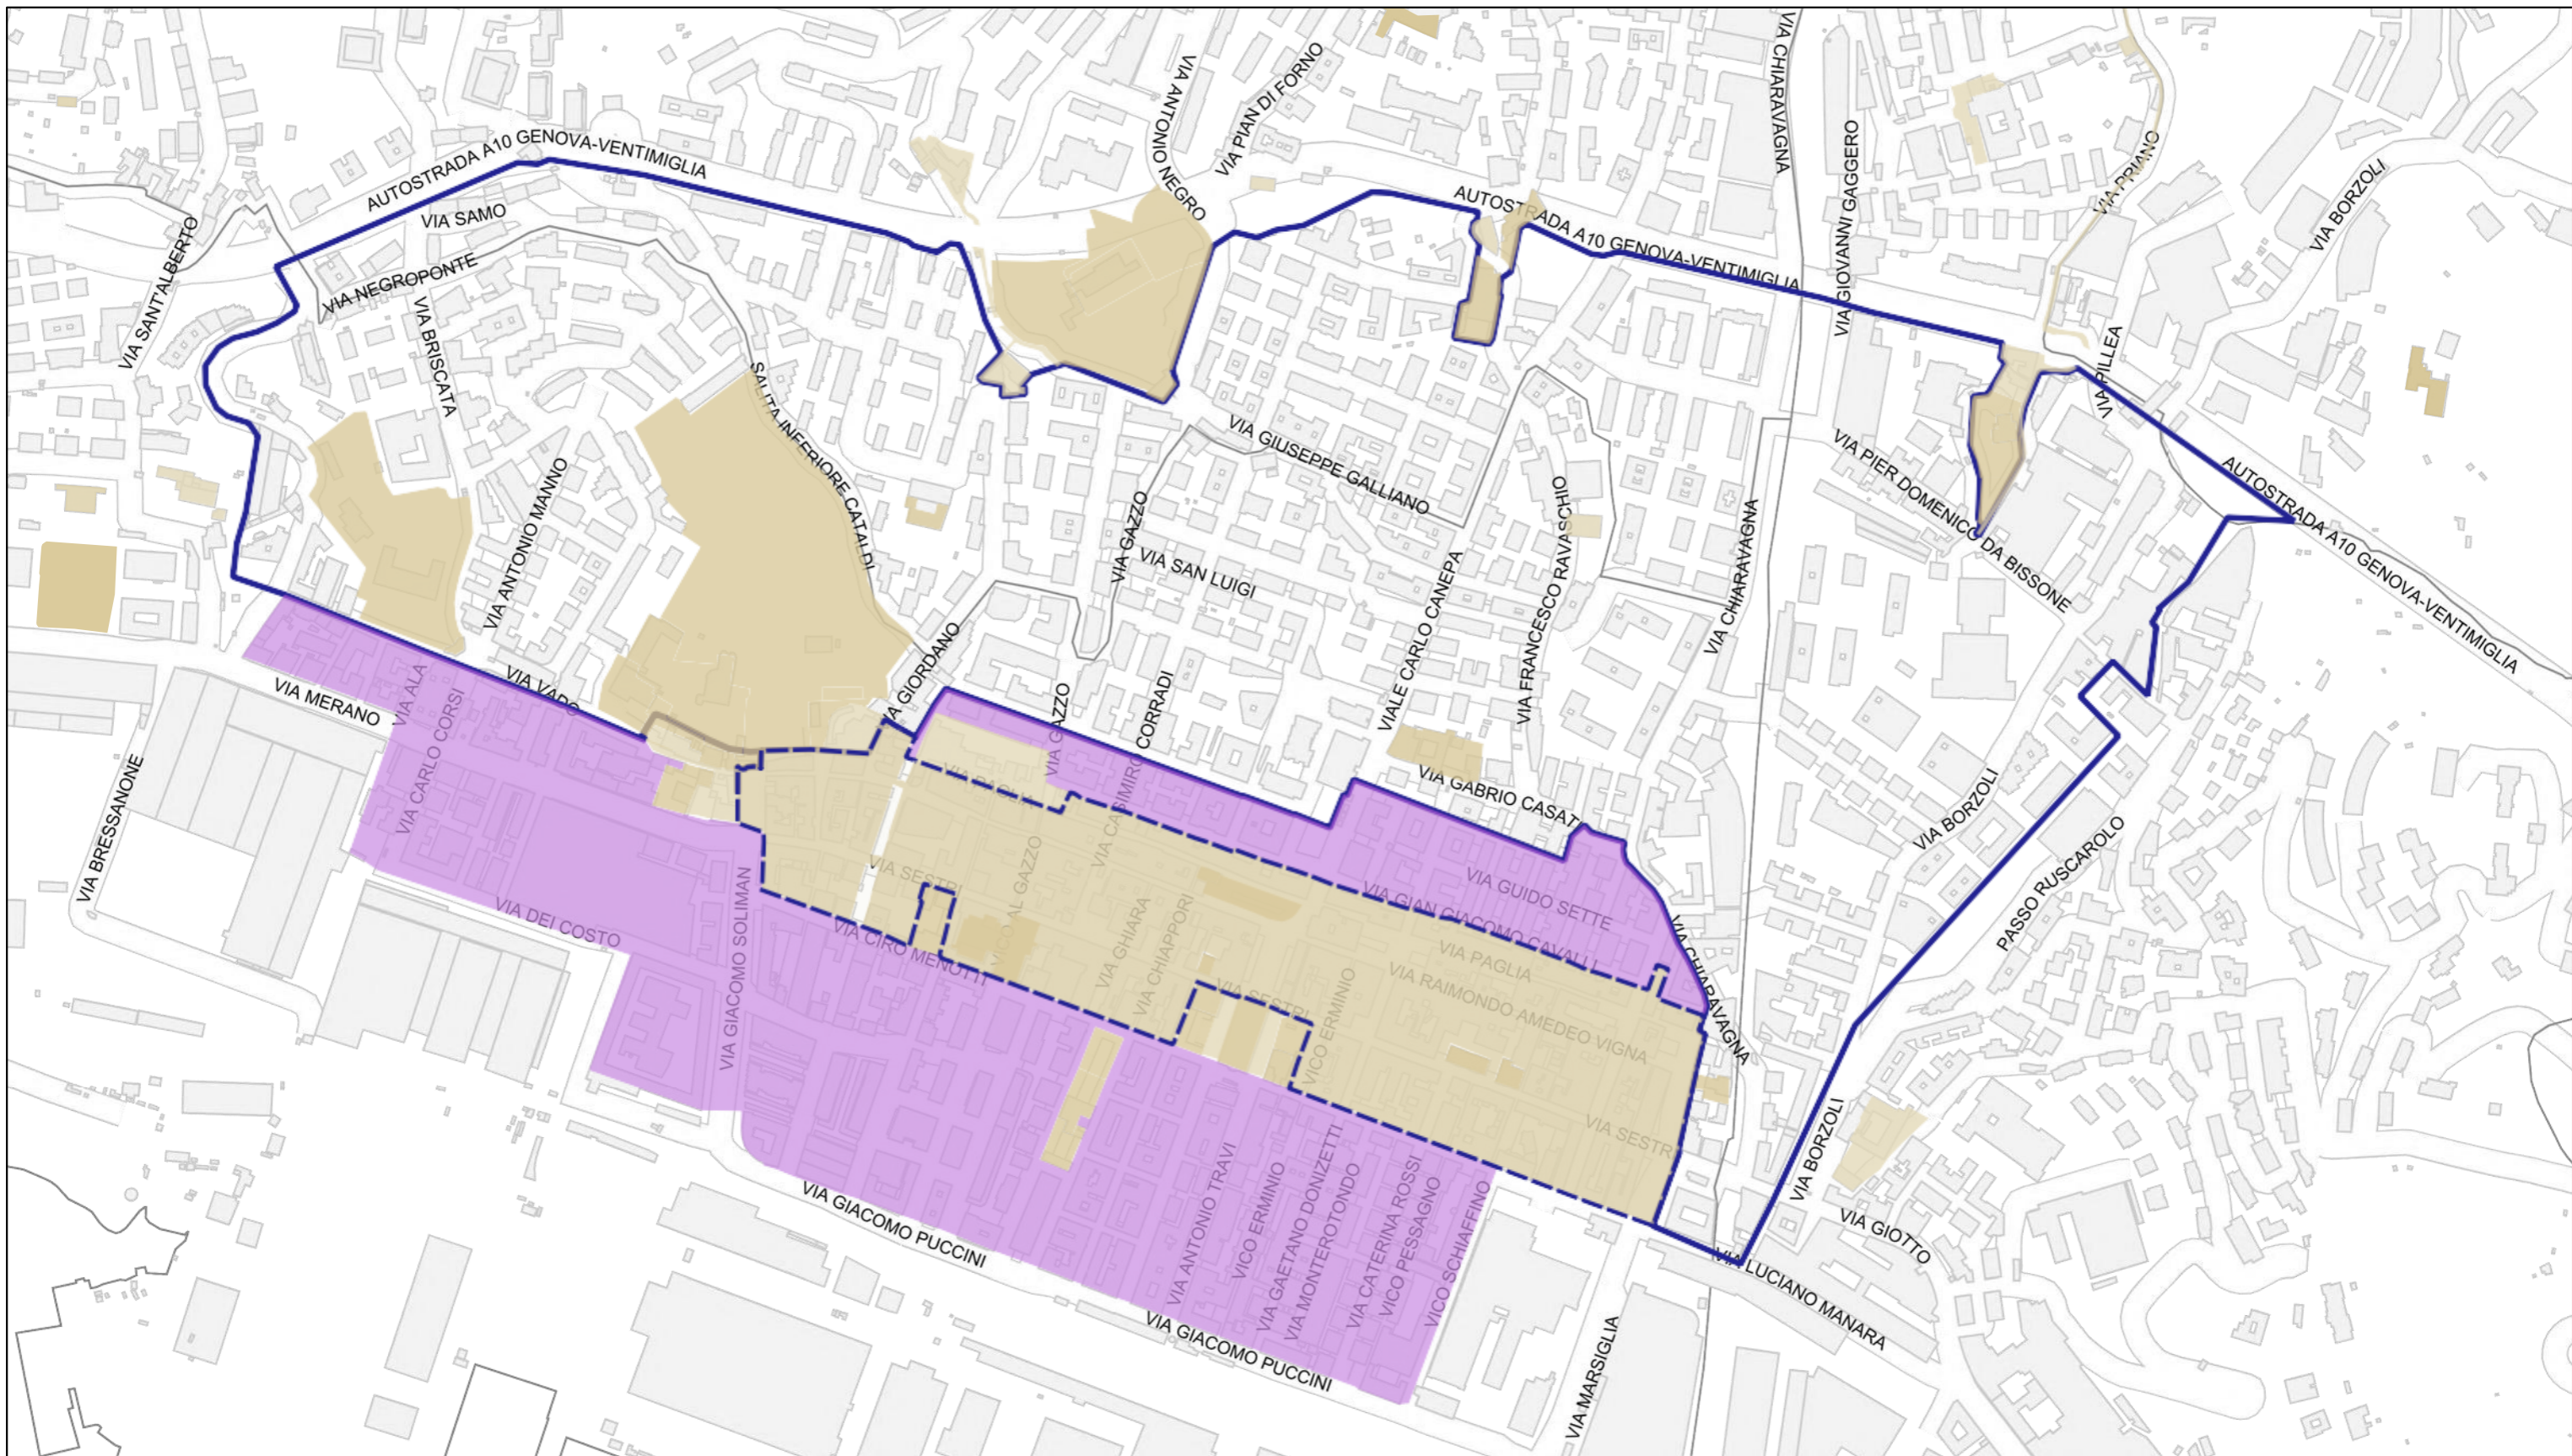 VIA CHIARAVAGNA
VIA ANTONIO NEGRO
VIA PIAN DI FORNO
AUTOSTRADA A10 GENOVA-VENTIMIGLIA
VIA SAMO
VIA GIOVANNI GAGGERO
VIA PRIANO
VIA BORZOLI
AUTOSTRADA A10 GENOVA-VENTIMIGLIA
VIA SANT'ALBERTO
VIA NEGROPONTE
VIA BRISCATA
SALITA INFERIORE CATALDI
VIA PILLEA
VIA GIUSEPPE GALLIANO
VIA PIER DOMENICO DA BISSONE
AUTOSTRADA A10 GENOVA-VENTIMIGLIA
VIA ANTONIO MANNO
VIA GAZZO
VIA SAN LUIGI
VIA FRANCESCO RAVASCHIO
VIALE CARLO CANEPA
VIA CHIARAVAGNA
VIA GIORDANO
VIA ALA
VIA VADO
VIA MERANO
VIA CARLO CORSI
VIA GAZZO
VIA CASIMIRO CORRADI
VIA PAGLIA
VIA GABRIO CASATI
VIA BRESSANONE
VIA BORZOLI
PASSO RUSCAROLO
VIA SESTRI
VICO AL GAZZO
VIA GUIDO SETTE
VIA GIAN GIACOMO CAVALLI
VIA DEI COSTO
VIA GIACOMO SOLIMAN
VIA CIRO MENOTTI
VIA GHIARA
VIA CHIAPPORI
VIA PAGLIA
VIA RAIMONDO AMEDEO VIGNA
VIA CHIARAVAGNA
VIA SESTRI
VICO ERMINIO
VIA SESTRI
VIA BORZOLI
VIA GIACOMO PUCCINI
VIA ANTONIO TRAVI
VICO ERMINIO
VIA GAETANO DONIZETTI
VIA MONTEROTONDO
VIA CATERINA ROSSI
VICO PESSAGNO
VICO SCHIAFFINO
VIA GIOTTO
VIA LUCIANO MANARA
VIA GIACOMO PUCCINI
VIA MARSIGLIA